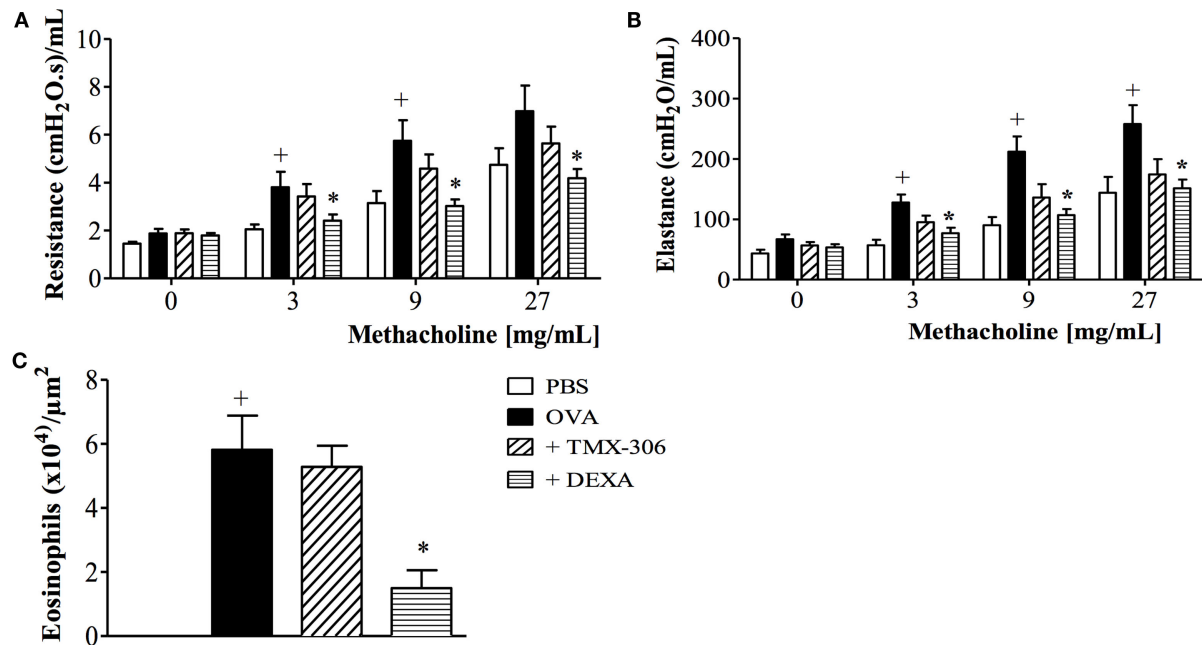 A
Resistance (cmH₂O.s)/mL
10
8
6
4
2
0
+
*
+
*
*
0 3 9 27
Methacholine [mg/mL]
B
Elastance (cmH₂O/mL)
400
300
200
100
0
+
*
+
*
+
*
0 3 9 27
Methacholine [mg/mL]
C
Eosinophils (x10⁴⁾/µm²
8
6
4
2
0
+
*
PBS
OVA
+ TMX-306
+ DEXA